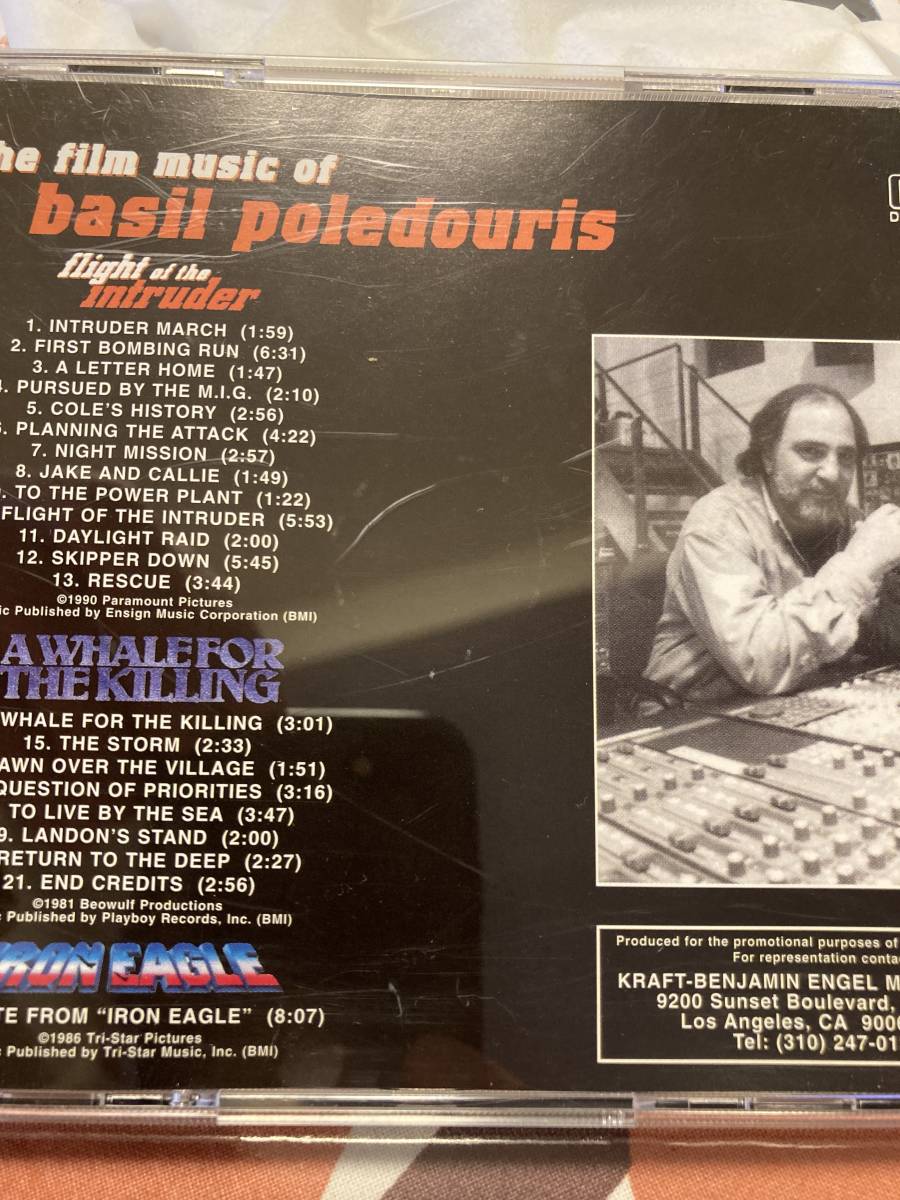 he film music of
basil poledouris
flight of the
intruder
1. INTRUDER MARCH (1:59)
2. FIRST BOMBING RUN (6:31)
3. A LETTER HOME (1:47)
4. PURSUED BY THE M.I.G. (2:10)
5. COLE'S HISTORY (2:56)
6. PLANNING THE ATTACK (4:22)
7. NIGHT MISSION (2:57)
8. JAKE AND CALLIE (1:49)
. TO THE POWER PLANT (1:22)
FLIGHT OF THE INTRUDER (5:53)
11. DAYLIGHT RAID (2:00)
12. SKIPPER DOWN (5:45)
13. RESCUE (3:44)
©1990 Paramount Pictures
ic Published by Ensign Music Corporation (BMI)
A WHALE FOR
THE KILLING
WHALE FOR THE KILLING (3:01)
15. THE STORM (2:33)
AWN OVER THE VILLAGE (1:51)
QUESTION OF PRIORITIES (3:16)
TO LIVE BY THE SEA (3:47)
9. LANDON'S STAND (2:00)
RETURN TO THE DEEP (2:27)
21. END CREDITS (2:56)
©1981 Beowulf Productions
c Published by Playboy Records, Inc. (BMI)
IRON EAGLE
TE FROM "IRON EAGLE" (8:07)
©1986 Tri-Star Pictures
c Published by Tri-Star Music, Inc. (BMI)
Produced for the promotional purposes of
For representation contac
KRAFT-BENJAMIN ENGEL M
9200 Sunset Boulevard,
Los Angeles, CA 900
Tel: (310) 247-01